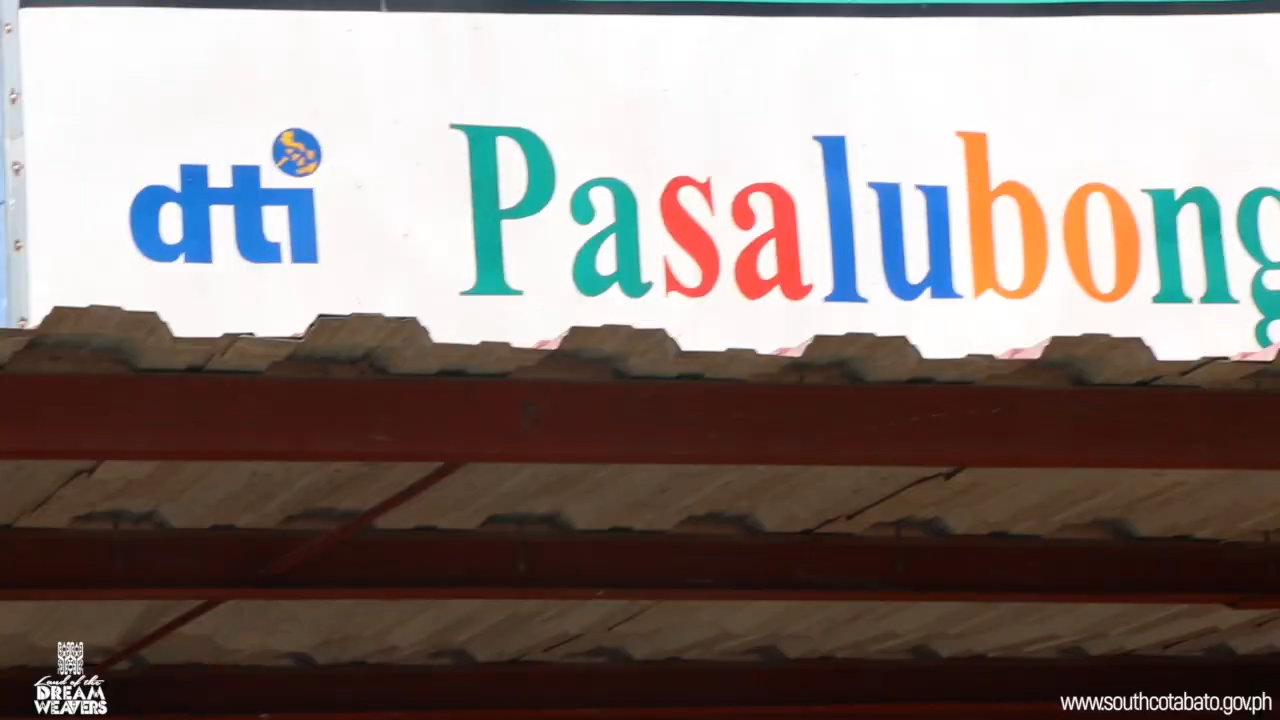 dti Pasalubong
Land of the
DREAM
WEAVERS
www.southcotabato.gov.ph